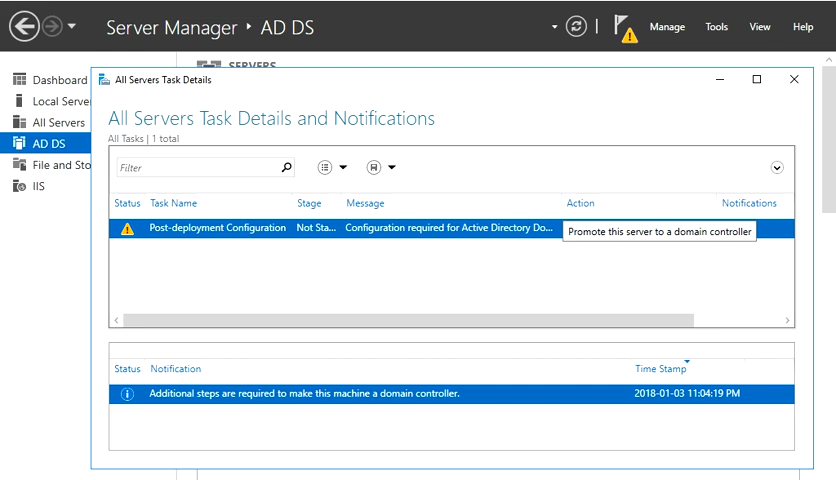 Server Manager ‣ AD DS
Manage Tools View Help
SERVERS
Dashboard
Local Serve
All Servers
AD DS
File and Sto
IIS
All Servers Task Details
All Servers Task Details and Notifications
All Tasks | 1 total
Filter
Status Task Name Stage Message Action Notifications
Post-deployment Configuration Not Sta... Configuration required for Active Directory Do...
Promote this server to a domain controller
Status Notification Time Stamp
Additional steps are required to make this machine a domain controller. 2018-01-03 11:04:19 PM